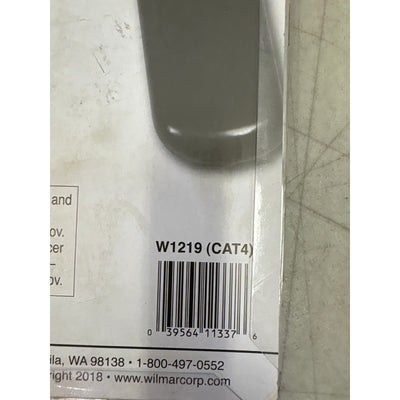 and
ov.
cer
ov.
W1219 (CAT4)
0 39564 11337 6
ila, WA 98138 • 1-800-497-0552
right 2018 • www.wilmarcorp.com